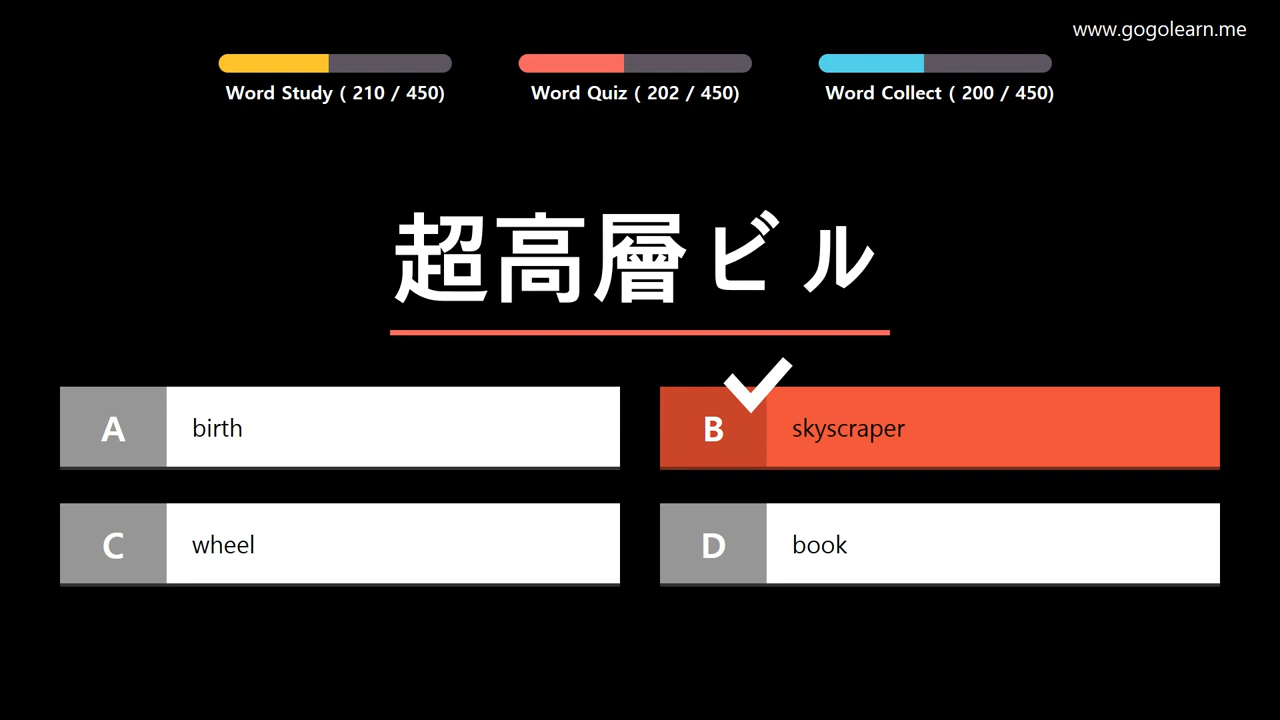 www.gogolearn.me
Word Study ( 210 / 450)
Word Quiz ( 202 / 450)
Word Collect ( 200 / 450)
超高層ビル
A birth
B skyscraper
C wheel
D book